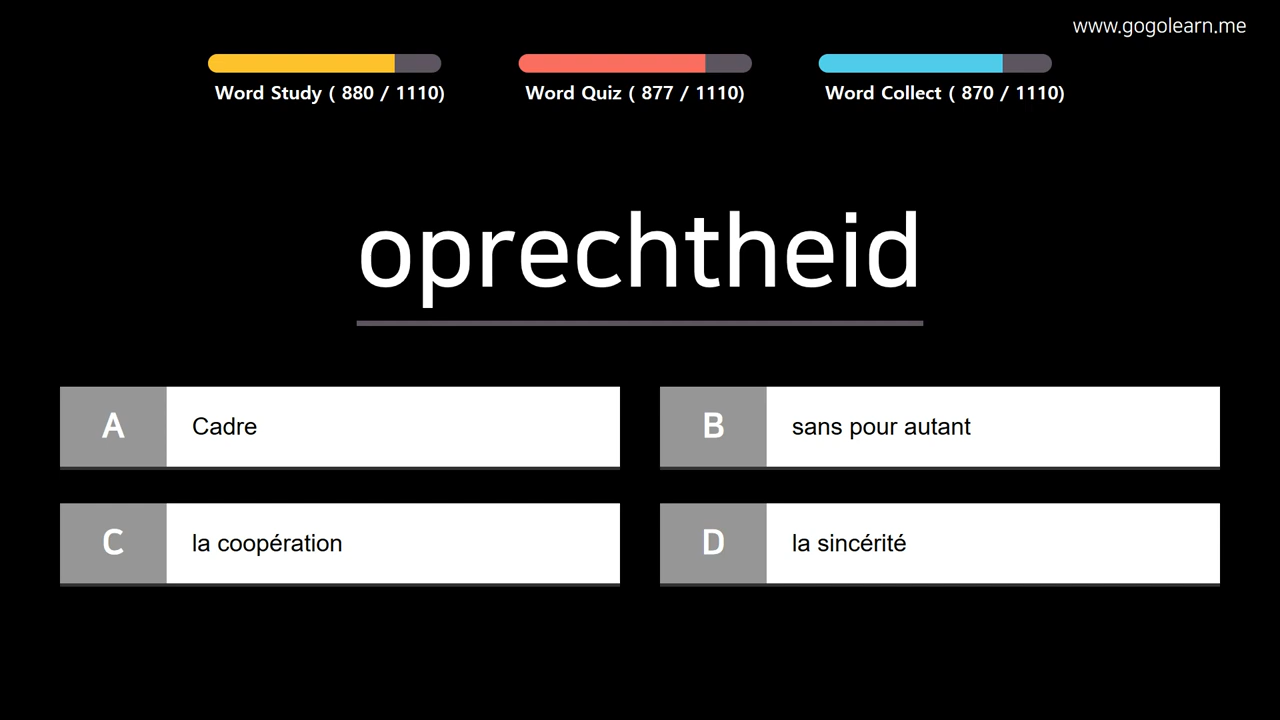 www.gogolearn.me
Word Study ( 880 / 1110)
Word Quiz ( 877 / 1110)
Word Collect ( 870 / 1110)
oprechtheid
A Cadre
B sans pour autant
C la coopération
D la sincérité